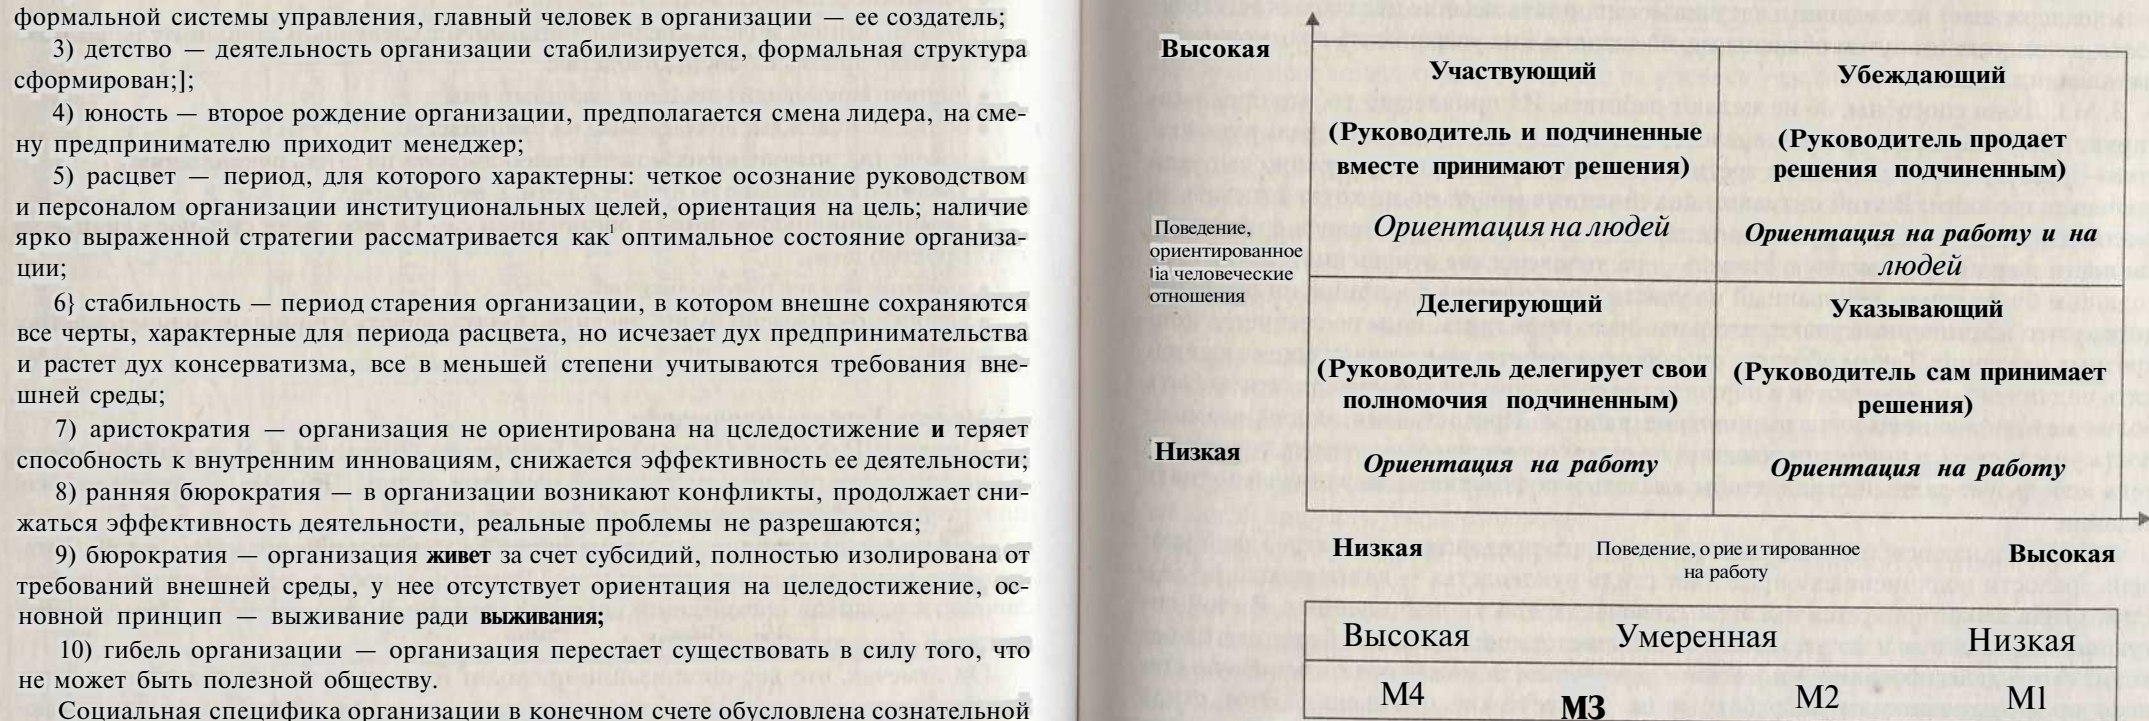 формальной системы управления, главный человек в организации — ее создатель;
3) детство — деятельность организации стабилизируется, формальная структура
сформирован;];
4) юность — второе рождение организации, предполагается смена лидера, на сме-
ну предпринимателю приходит менеджер;
5) расцвет — период, для которого характерны: четкое осознание руководством
и персоналом организации институциональных целей, ориентация на цель; наличие
ярко выраженной стратегии рассматривается как оптимальное состояние организа-
ции;
6} стабильность — период старения организации, в котором внешне сохраняются
все черты, характерные для периода расцвета, но исчезает дух предпринимательства
и растет дух консерватизма, все в меньшей степени учитываются требования вне-
шней среды;
7) аристократия — организация не ориентирована на цследостижение и теряет
способность к внутренним инновациям, снижается эффективность ее деятельности;
8) ранняя бюрократия — в организации возникают конфликты, продолжает сни-
жаться эффективность деятельности, реальные проблемы не разрешаются;
9) бюрократия — организация живет за счет субсидий, полностью изолирована от
требований внешней среды, у нее отсутствует ориентация на целедостижение, ос-
новной принцип — выживание ради выживания;
10) гибель организации — организация перестает существовать в силу того, что
не может быть полезной обществу.
Социальная специфика организации в конечном счете обусловлена сознательной
Высокая
Участвующий
Убеждающий
(Руководитель и подчиненные
вместе принимают решения)
(Руководитель продает
решения подчиненным)
Ориентация на людей
Ориентация на работу и на
людей
Поведение,
ориентированное
iia человеческие
отношения
Делегирующий
Указывающий
(Руководитель делегирует свои
полномочия подчиненным)
(Руководитель сам принимает
решения)
Низкая
Ориентация на работу
Ориентация на работу
Низкая
Поведение, о рие и тированное
на работу
Высокая
Высокая Умеренная Низкая
М4 М3 М2 М1